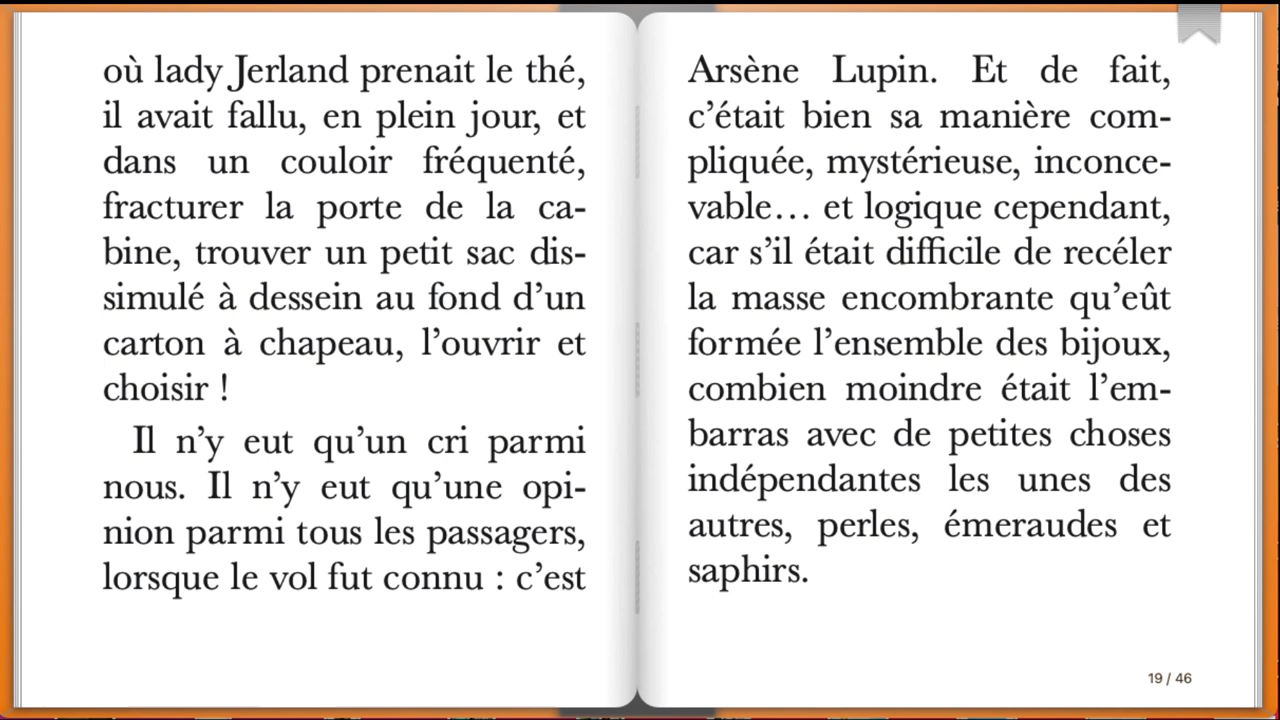 où lady Jerland prenait le thé,
il avait fallu, en plein jour, et
dans un couloir fréquenté,
fracturer la porte de la ca-
bine, trouver un petit sac dis-
simulé à dessein au fond d’un
carton à chapeau, l’ouvrir et
choisir !
Il n’y eut qu’un cri parmi
nous. Il n’y eut qu’une opi-
nion parmi tous les passagers,
lorsque le vol fut connu : c’est
Arsène Lupin. Et de fait,
c’était bien sa manière com-
pliquée, mystérieuse, inconce-
vable… et logique cependant,
car s’il était difficile de recéler
la masse encombrante qu’eût
formée l’ensemble des bijoux,
combien moindre était l’em-
barras avec de petites choses
indépendantes les unes des
autres, perles, émeraudes et
saphirs.
19 / 46